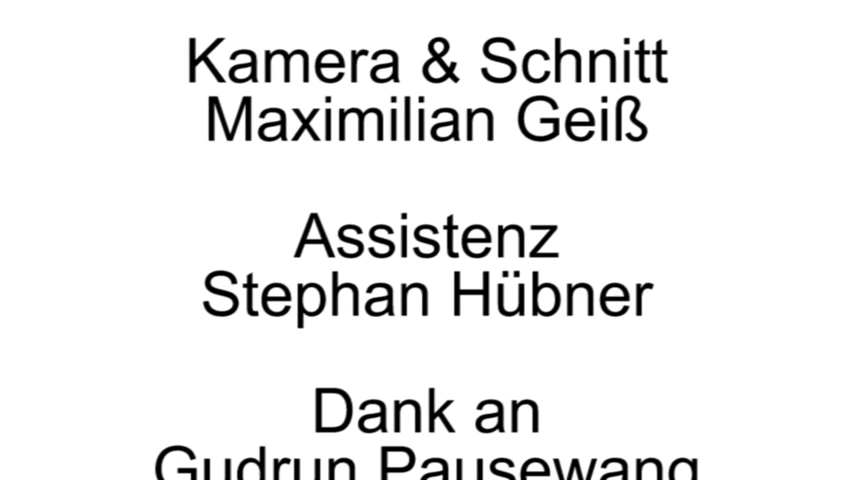 Kamera & Schnitt
Maximilian Geiß
Assistenz
Stephan Hübner
Dank an
Gudrun Pausewang